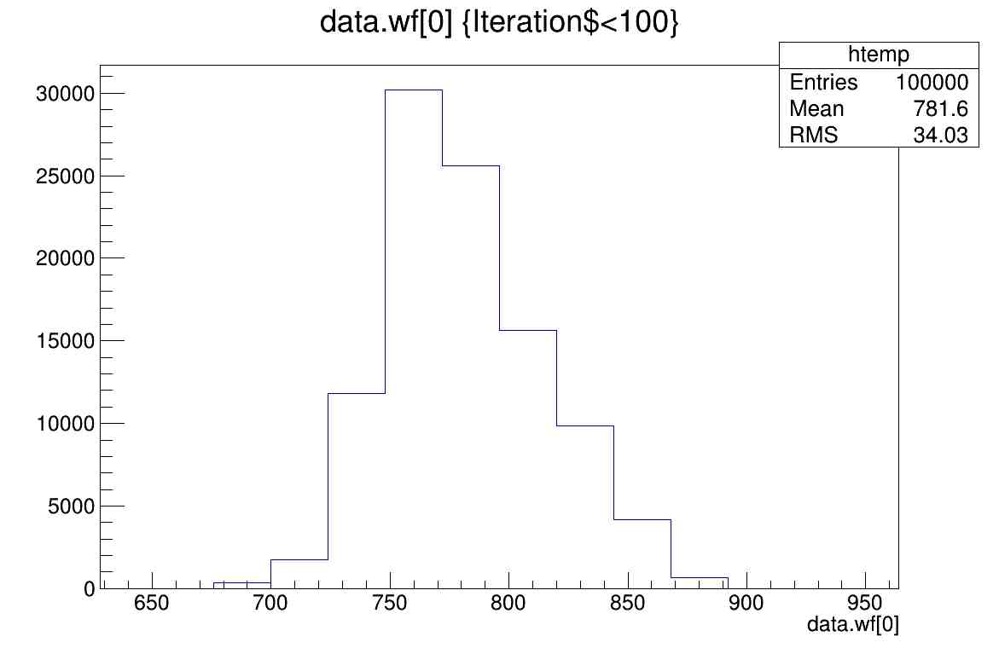 data.wf[0] {Iteration$<100}
htemp
Entries 100000
Mean 781.6
RMS 34.03
30000
25000
20000
15000
10000
5000
0
650 700 750 800 850 900 950
data.wf[0]